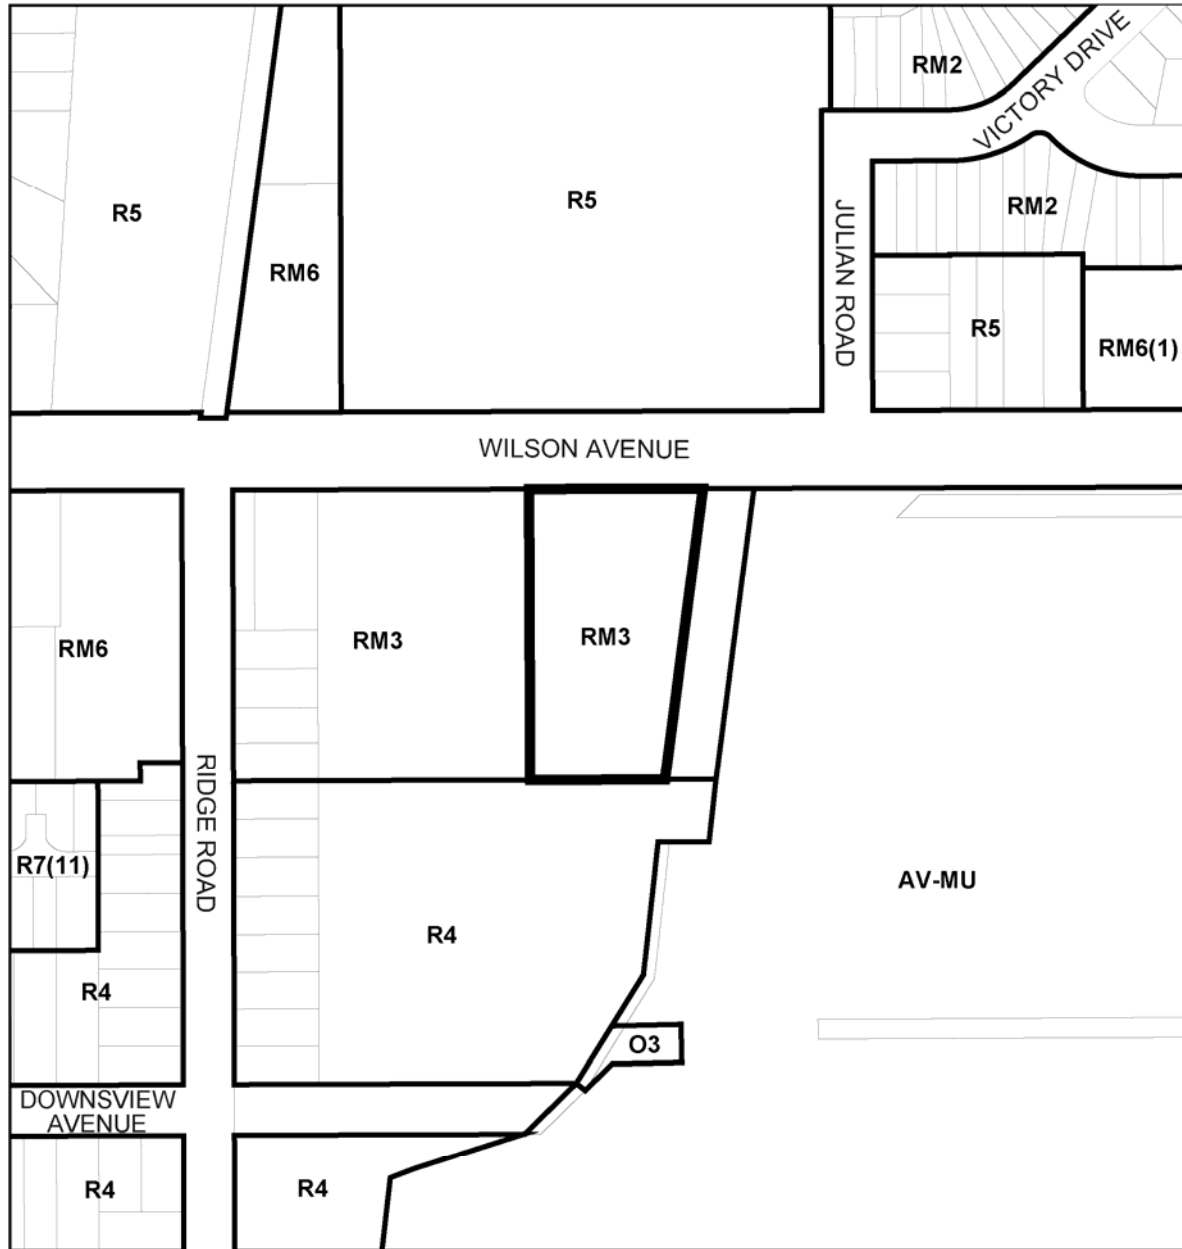 RM2
VICTORY DRIVE
R5
R5
RM2
RM6
JULIAN ROAD
R5
RM6(1)
WILSON AVENUE
RM6
RM3
RM3
RIDGE ROAD
R7(11)
AV-MU
R4
R4
O3
DOWNSVIEW
AVENUE
R4
R4